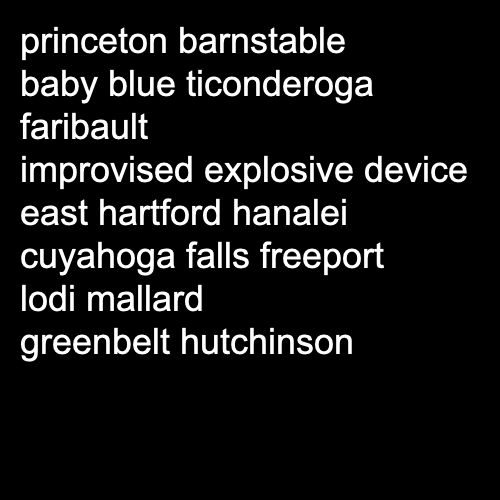 princeton barnstable
baby blue ticonderoga
faribault
improvised explosive device
east hartford hanalei
cuyahoga falls freeport
lodi mallard
greenbelt hutchinson